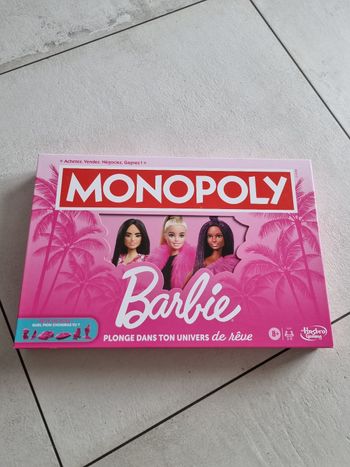 « Achetez, Vendez, Négociez, Gagnez ! »
MONOPOLY
Barbie
QUEL PION CHOISIRAS-TU ?
PLONGE DANS TON UNIVERS de rêve
8+
Hasbro
Gaming